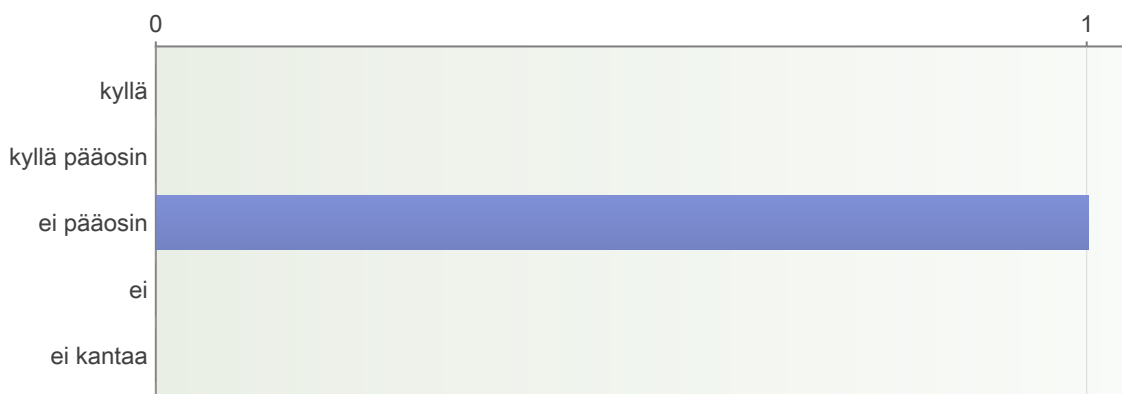 0 1
kyllä
kyllä pääosin
ei pääosin
ei
ei kantaa